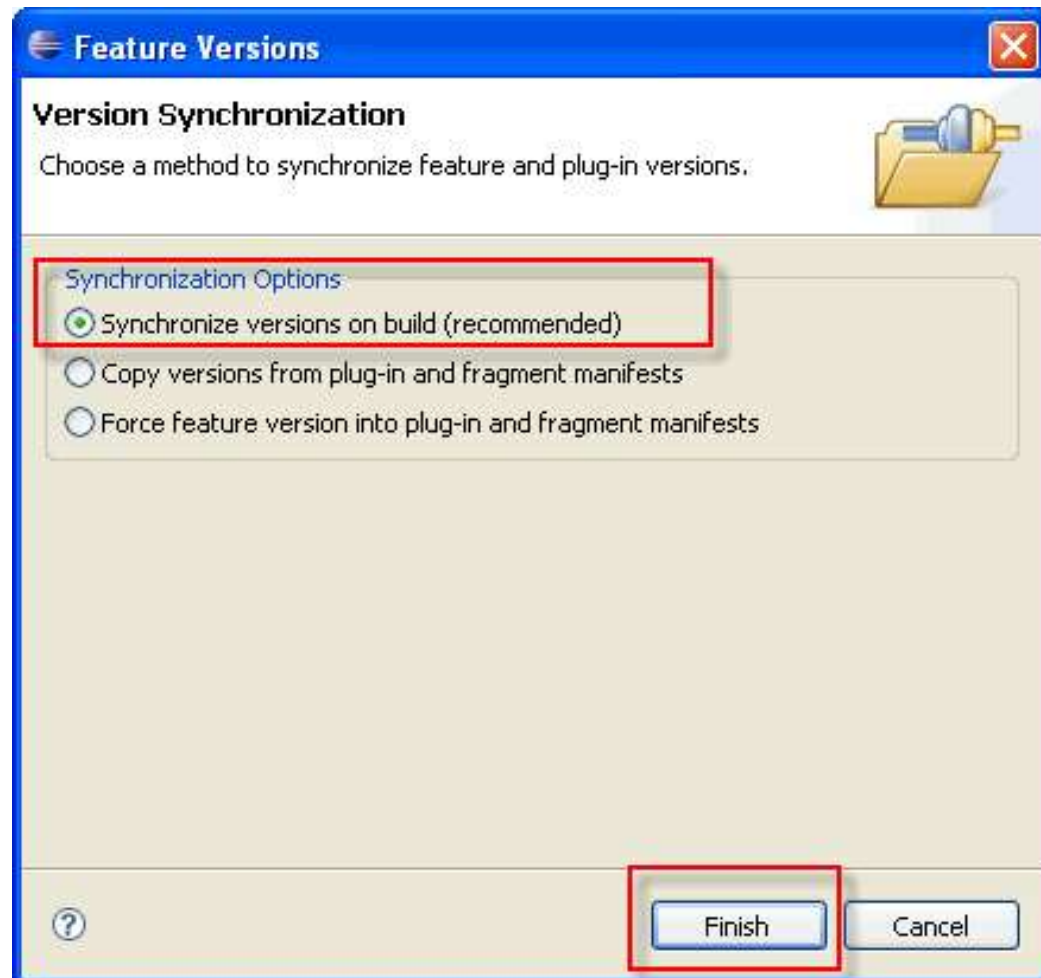 Feature Versions
Version Synchronization
Choose a method to synchronize feature and plug-in versions.
Synchronization Options
Synchronize versions on build (recommended)
Copy versions from plug-in and fragment manifests
Force feature version into plug-in and fragment manifests
?
Finish
Cancel